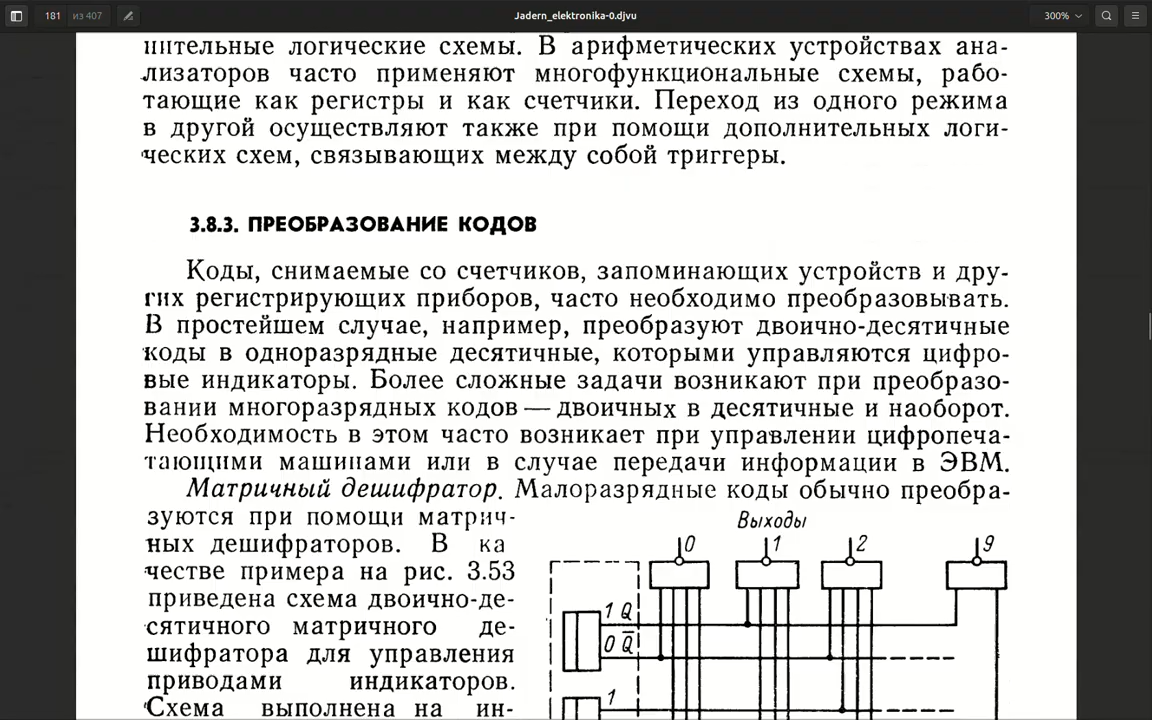 181 из 407
Jadern_elektronika-0.djvu
300%
нительные логические схемы. В арифметических устройствах ана-
лизаторов часто применяют многофункциональные схемы, рабо-
тающие как регистры и как счетчики. Переход из одного режима
в другой осуществляют также при помощи дополнительных логи-
ческих схем, связывающих между собой триггеры.
3.8.3. ПРЕОБРАЗОВАНИЕ КОДОВ
Коды, снимаемые со счетчиков, запоминающих устройств и дру-
гих регистрирующих приборов, часто необходимо преобразовывать.
В простейшем случае, например, преобразуют двоично-десятичные
коды в одноразрядные десятичные, которыми управляются цифро-
вые индикаторы. Более сложные задачи возникают при преобразо-
вании многоразрядных кодов — двоичных в десятичные и наоборот.
Необходимость в этом часто возникает при управлении цифропеча-
тающими машинами или в случае передачи информации в ЭВМ.
Матричный дешифратор. Малоразрядные коды обычно преобра-
зуются при помощи матрич-
ных дешифраторов. В ка
честве примера на рис. 3.53
приведена схема двоично-де-
сятичного матричного де-
шифратора для управления
приводами индикаторов.
Схема выполнена на ин-
Выходы
0 1 2 9
1 Q
0 Q̅
1